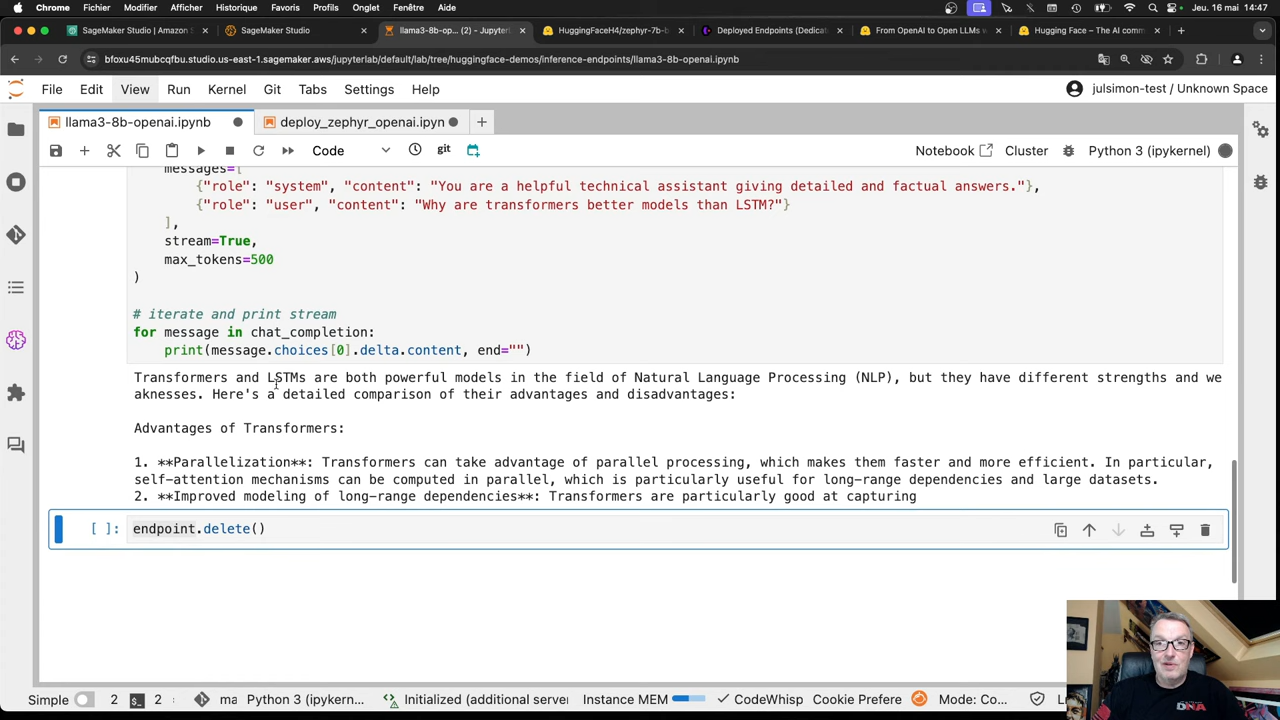 Chrome Fichier Modifier Afficher Historique Favoris Profils Onglet Fenêtre Aide Jeu. 16 mai 14:47
SageMaker Studio | Amazon S SageMaker Studio llama3-8b-op... (2) - Jupyter HuggingFaceH4/zephyr-7b-b Deployed Endpoints (Dedicat From OpenAI to Open LLMs w Hugging Face – The AI comm
bfoxu45mubcqfbu.studio.us-east-1.sagemaker.aws/jupyterlab/default/lab/tree/huggingface-demos/inference-endpoints/llama3-8b-openai.ipynb
File Edit View Run Kernel Git Tabs Settings Help julsimon-test / Unknown Space
llama3-8b-openai.ipynb deploy_zephyr_openai.ipyn
Code git Notebook Cluster Python 3 (ipykernel)
messages=[
{"role": "system", "content": "You are a helpful technical assistant giving detailed and factual answers."},
{"role": "user", "content": "Why are transformers better models than LSTM?"}
],
stream=True,
max_tokens=500
)
# iterate and print stream
for message in chat_completion:
print(message.choices[0].delta.content, end="")
Transformers and LSTMs are both powerful models in the field of Natural Language Processing (NLP), but they have different strengths and we
aknesses. Here's a detailed comparison of their advantages and disadvantages:
Advantages of Transformers:
1. **Parallelization**: Transformers can take advantage of parallel processing, which makes them faster and more efficient. In particular,
self-attention mechanisms can be computed in parallel, which is particularly useful for long-range dependencies and large datasets.
2. **Improved modeling of long-range dependencies**: Transformers are particularly good at capturing
[ ]: endpoint.delete()
Simple 2 2 ma Python 3 (ipykern... Initialized (additional server Instance MEM CodeWhisp Cookie Prefere Mode: Co...
DNA